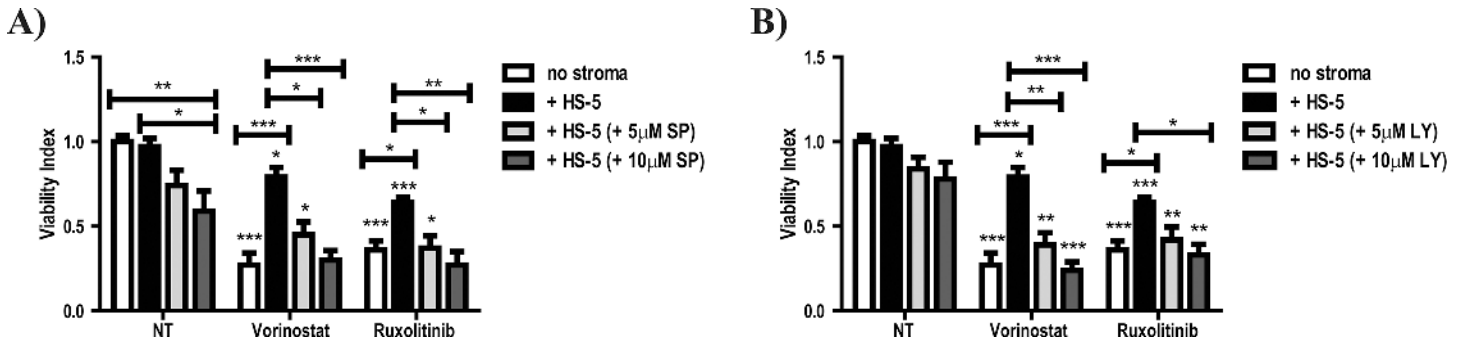 A)
1.5
1.0
0.5
0.0
Viability Index
**
*
***
*
***
*
***
*
*
**
*
*
***
***
*
NT
Vorinostat
Ruxolitinib
no stroma
+ HS-5
+ HS-5 (+ 5μM SP)
+ HS-5 (+ 10μM SP)
B)
1.5
1.0
0.5
0.0
Viability Index
***
**
***
*
***
**
***
*
*
***
***
**
**
NT
Vorinostat
Ruxolitinib
no stroma
+ HS-5
+ HS-5 (+ 5μM LY)
+ HS-5 (+ 10μM LY)